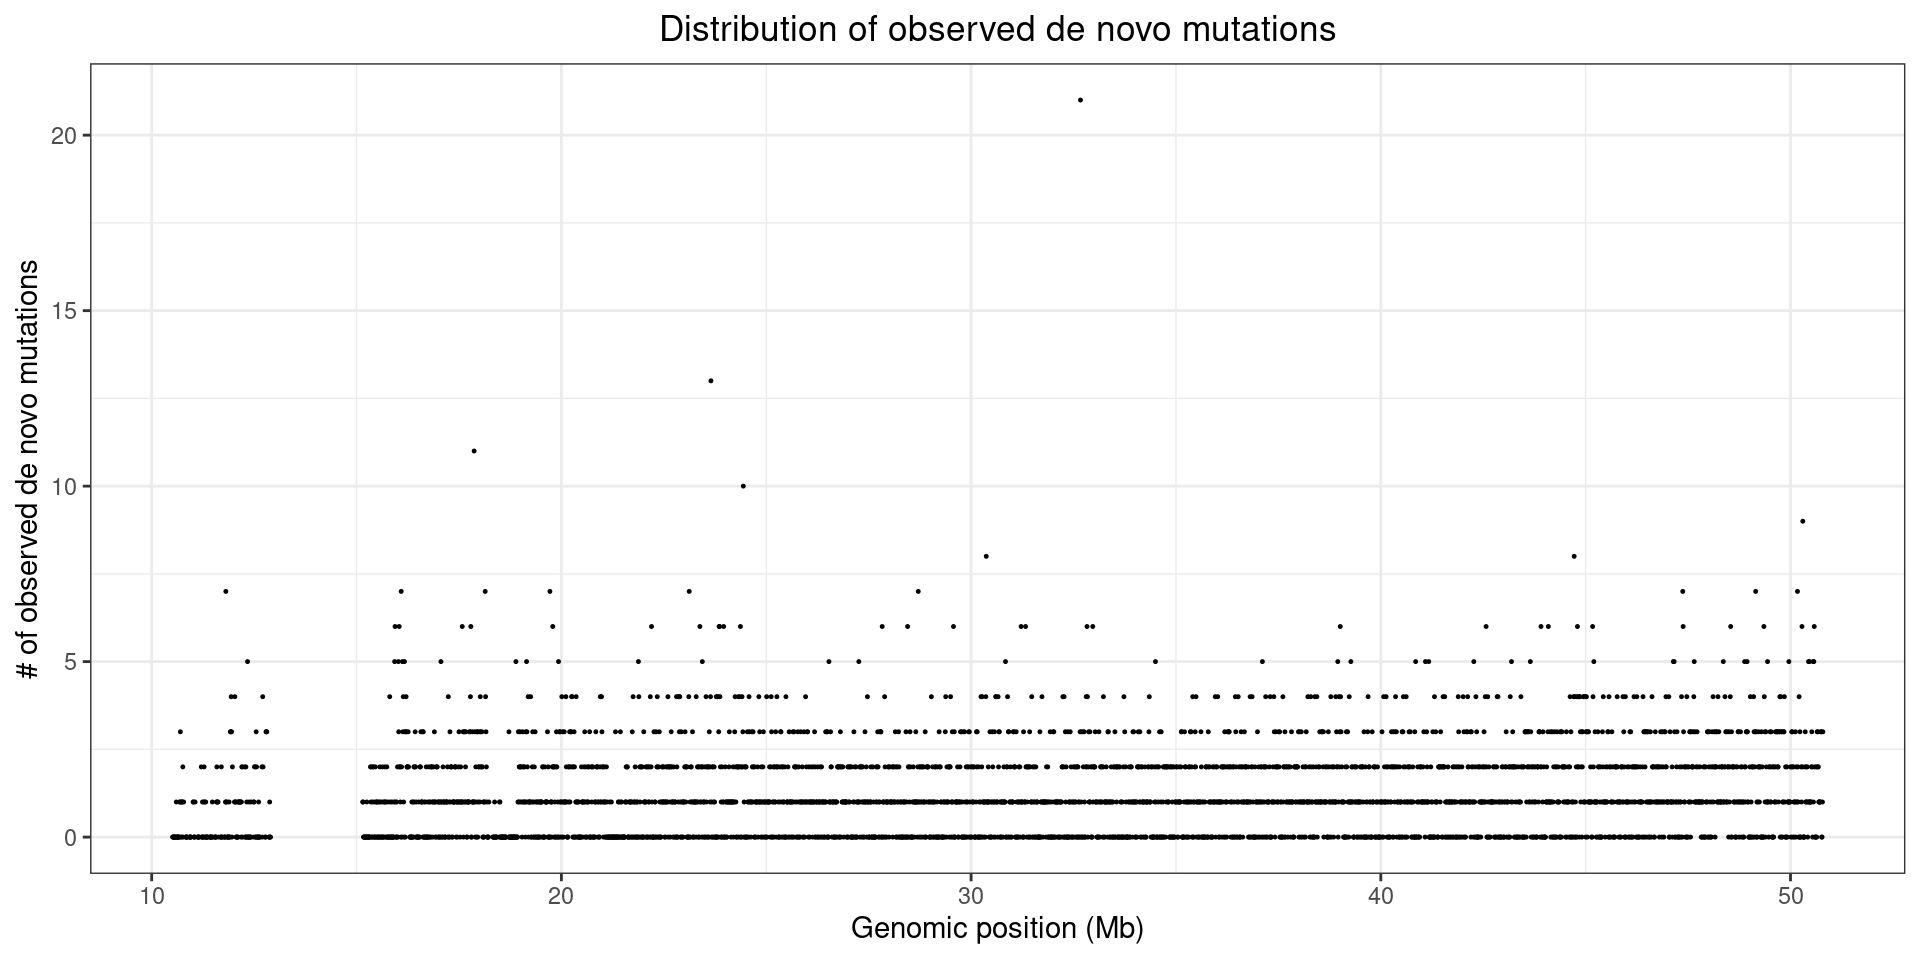 Distribution of observed de novo mutations
# of observed de novo mutations
20
15
10
5
0
10 20 30 40 50
Genomic position (Mb)